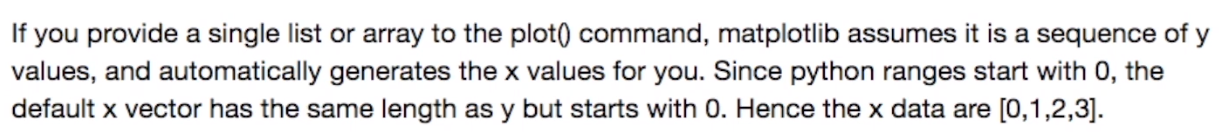 If you provide a single list or array to the plot() command, matplotlib assumes it is a sequence of y
values, and automatically generates the x values for you. Since python ranges start with 0, the
default x vector has the same length as y but starts with 0. Hence the x data are [0,1,2,3].